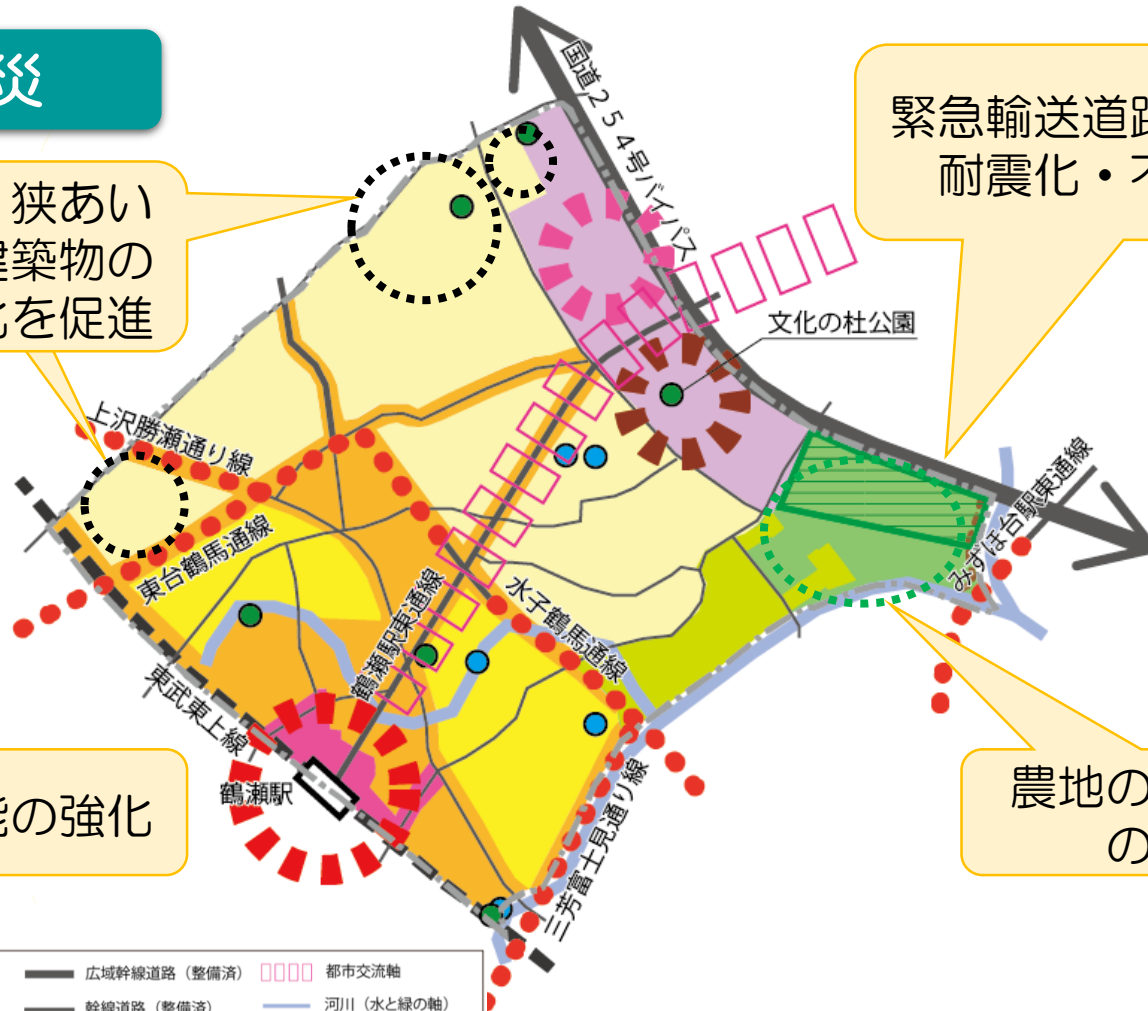 災
国道254号バイパス
緊急輸送道路
耐震化・不
狭あい
建築物の
化を促進
文化の杜公園
上沢勝瀬通り線
みずほ台駅東通線
東台鶴馬通線
水子鶴馬通線
鶴瀬駅東通線
東武東上線
鶴瀬駅
三芳富士見通り線
能の強化
農地の
の
広域幹線道路（整備済）
都市交流軸
幹線道路（整備済）
河川（水と緑の軸）